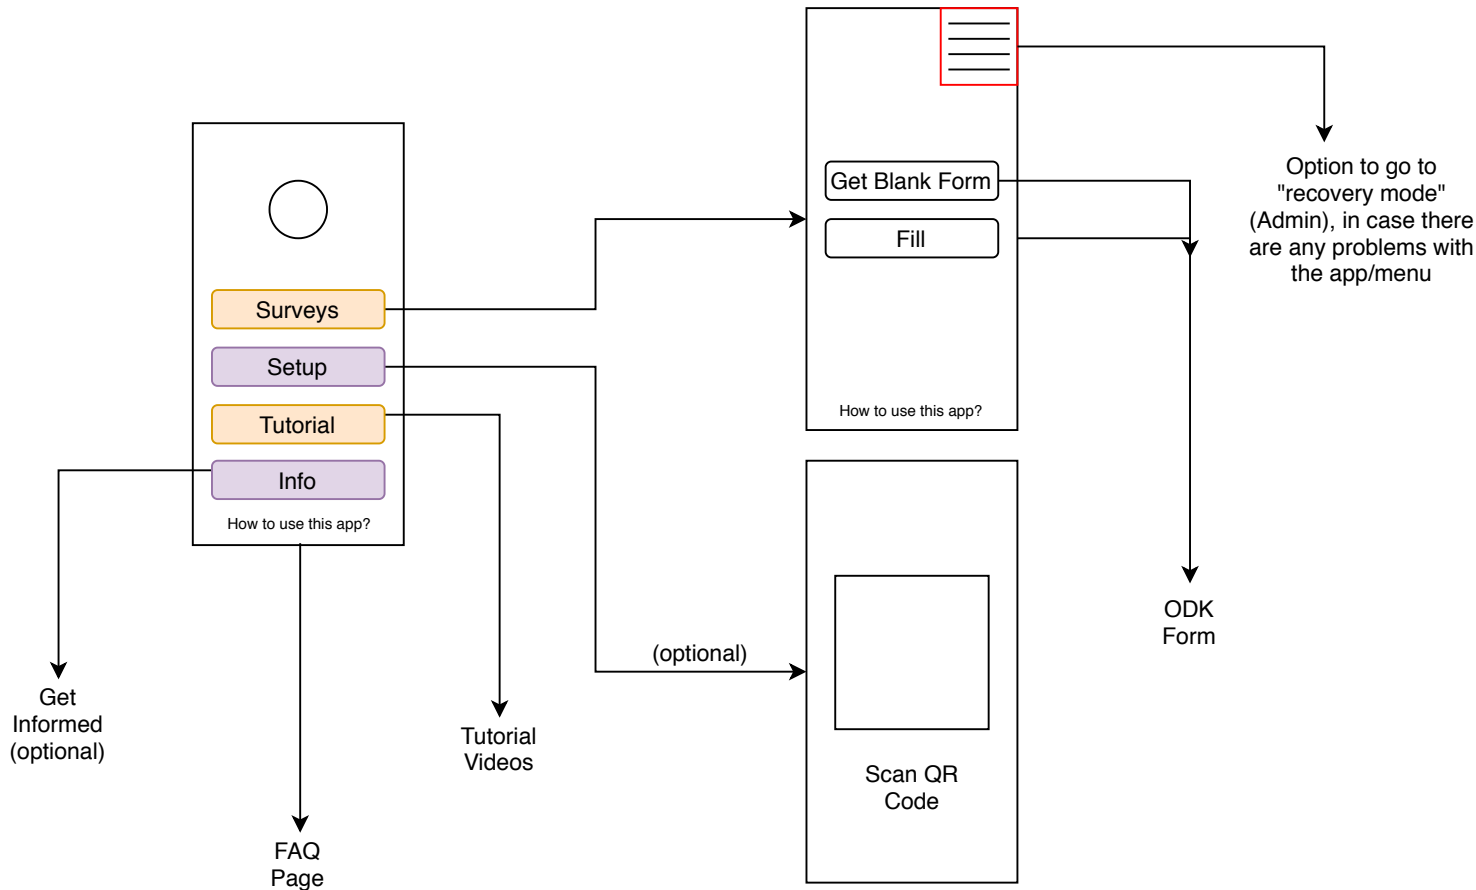 Surveys
Setup
Tutorial
Info
How to use this app?
Get
Informed
(optional)
FAQ
Page
Tutorial
Videos
(optional)
Get Blank Form
Fill
How to use this app?
Scan QR
Code
Option to go to
"recovery mode"
(Admin), in case there
are any problems with
the app/menu
ODK
Form